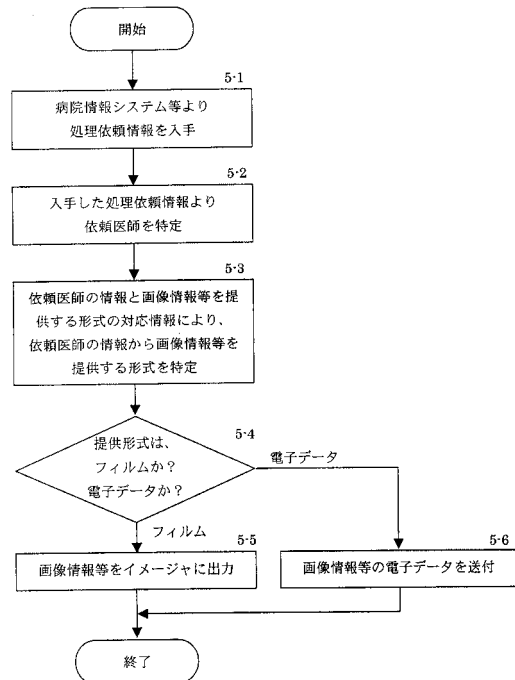 開始
5-1
病院情報システム等より
処理依頼情報を入手
5-2
入手した処理依頼情報より
依頼医師を特定
5-3
依頼医師の情報と画像情報等を提
供する形式の対応情報により、
依頼医師の情報から画像情報等を
提供する形式を特定
5-4
提供形式は、
フィルムか？
電子データか？
電子データ
フィルム
5-5
画像情報等をイメージャに出力
5-6
画像情報等の電子データを送付
終了